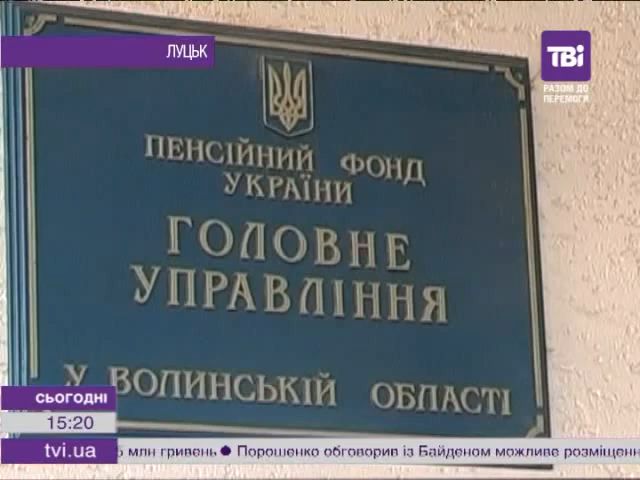 ЛУЦЬК
ТВі
РАЗОМ ДО
ПЕРЕМОГИ
ПЕНСІЙНИЙ ФОНД
УКРАЇНИ
ГОЛОВНЕ
УПРАВЛІННЯ
У ВОЛИНСЬКІЙ ОБЛАСТІ
сьогодні
15:20
tvi.ua
5 млн гривень ● Порошенко обговорив із Байденом можливе розміщенн